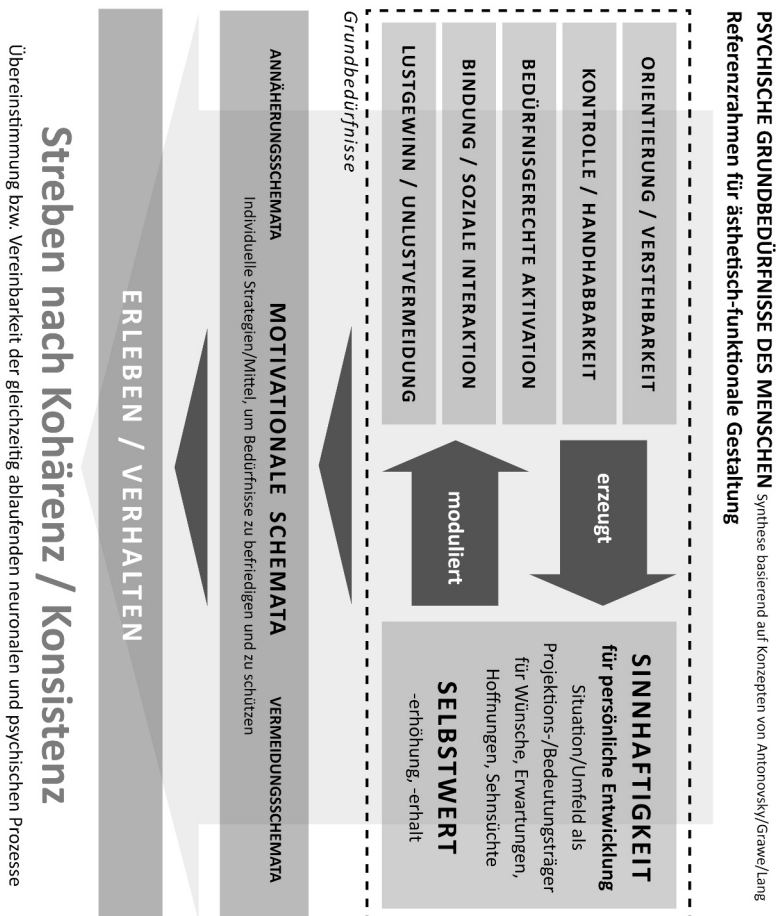 PSYCHISCHE GRUNDBEDÜRFNISSE DES MENSCHEN Synthese basierend auf Konzepten von Antonovsky/Grawe/Lang
Referenzrahmen für ästhetisch-funktionale Gestaltung
ORIENTIERUNG / VERSTEHBARKEIT
KONTROLLE / HANDHABBARKEIT
BEDÜRFNISGERECHTE AKTIVATION
BINDUNG / SOZIALE INTERAKTION
LUSTGEWINN / UNLUSTVERMEIDUNG
erzeugt
moduliert
SINNHAFTIGKEIT
für persönliche Entwicklung
Situation/Umfeld als
Projektions-/Bedeutungsträger
für Wünsche, Erwartungen,
Hoffnungen, Sehnsüchte
SELBSTWERT
-erhöhung, -erhalt
Grundbedürfnisse
ANNÄHERUNGSSCHEMATA
MOTIVATIONALE SCHEMATA
VERMEIDUNGSSCHEMATA
Individuelle Strategien/Mittel, um Bedürfnisse zu befriedigen und zu schützen
ERLEBEN / VERHALTEN
Streben nach Kohärenz / Konsistenz
Übereinstimmung bzw. Vereinbarkeit der gleichzeitig ablaufenden neuronalen und psychischen Prozesse